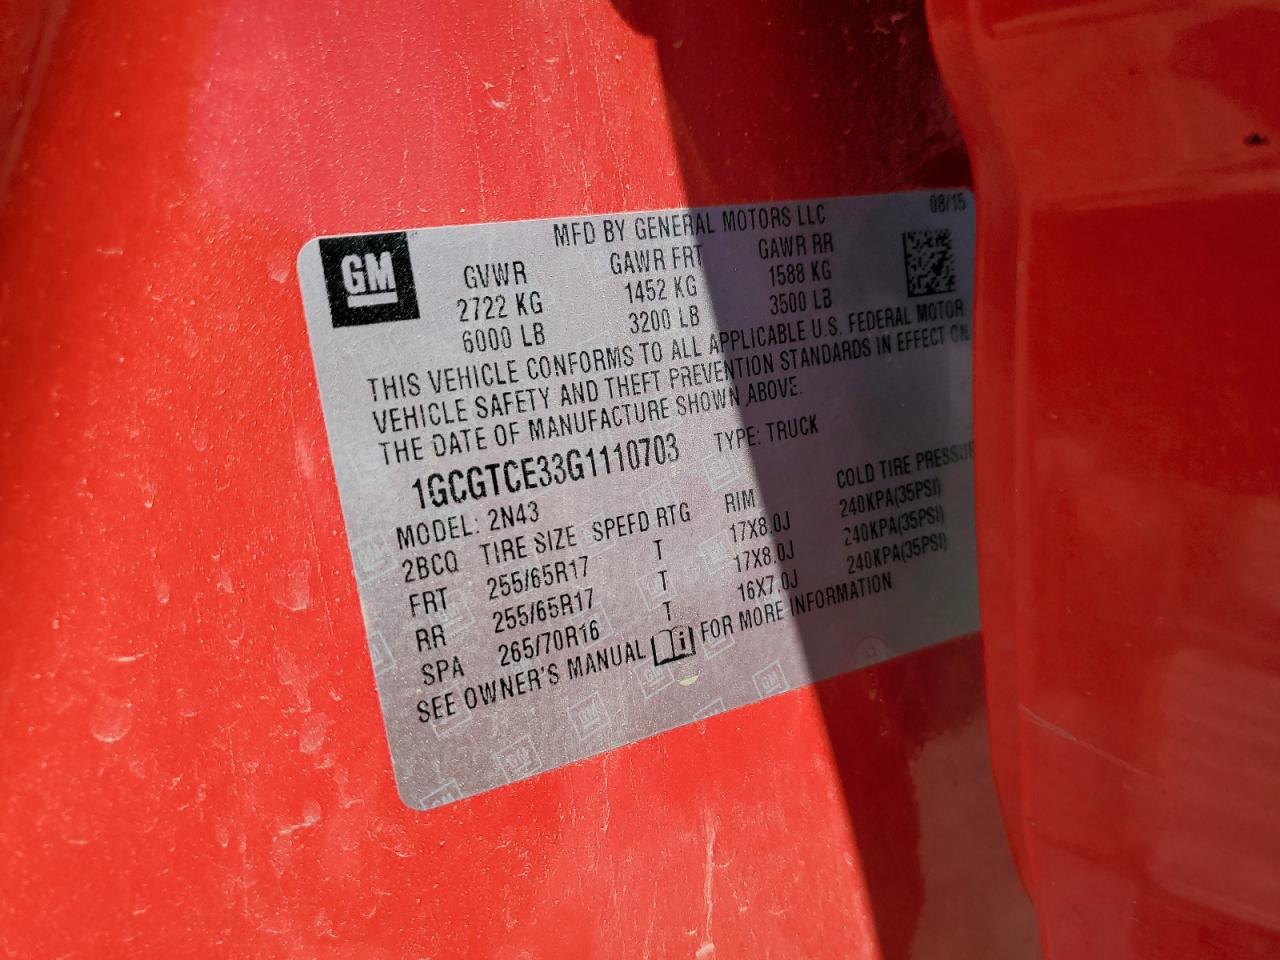 MFD BY GENERAL MOTORS LLC 08/15
GM
GVWR GAWR FRT GAWR RR
2722 KG 1452 KG 1588 KG
6000 LB 3200 LB 3500 LB
THIS VEHICLE CONFORMS TO ALL APPLICABLE U.S. FEDERAL MOTOR
VEHICLE SAFETY AND THEFT PREVENTION STANDARDS IN EFFECT ON
THE DATE OF MANUFACTURE SHOWN ABOVE.
1GCGTCE33G1110703 TYPE: TRUCK
MODEL: 2N43
2BCQ TIRE SIZE SPEED RTG RIM COLD TIRE PRESSUR
FRT 255/65R17 T 17X8.0J 240KPA(35PSI)
RR 255/65R17 T 17X8.0J 240KPA(35PSI)
SPA 265/70R16 T 16X7.0J 240KPA(35PSI)
SEE OWNER'S MANUAL FOR MORE INFORMATION